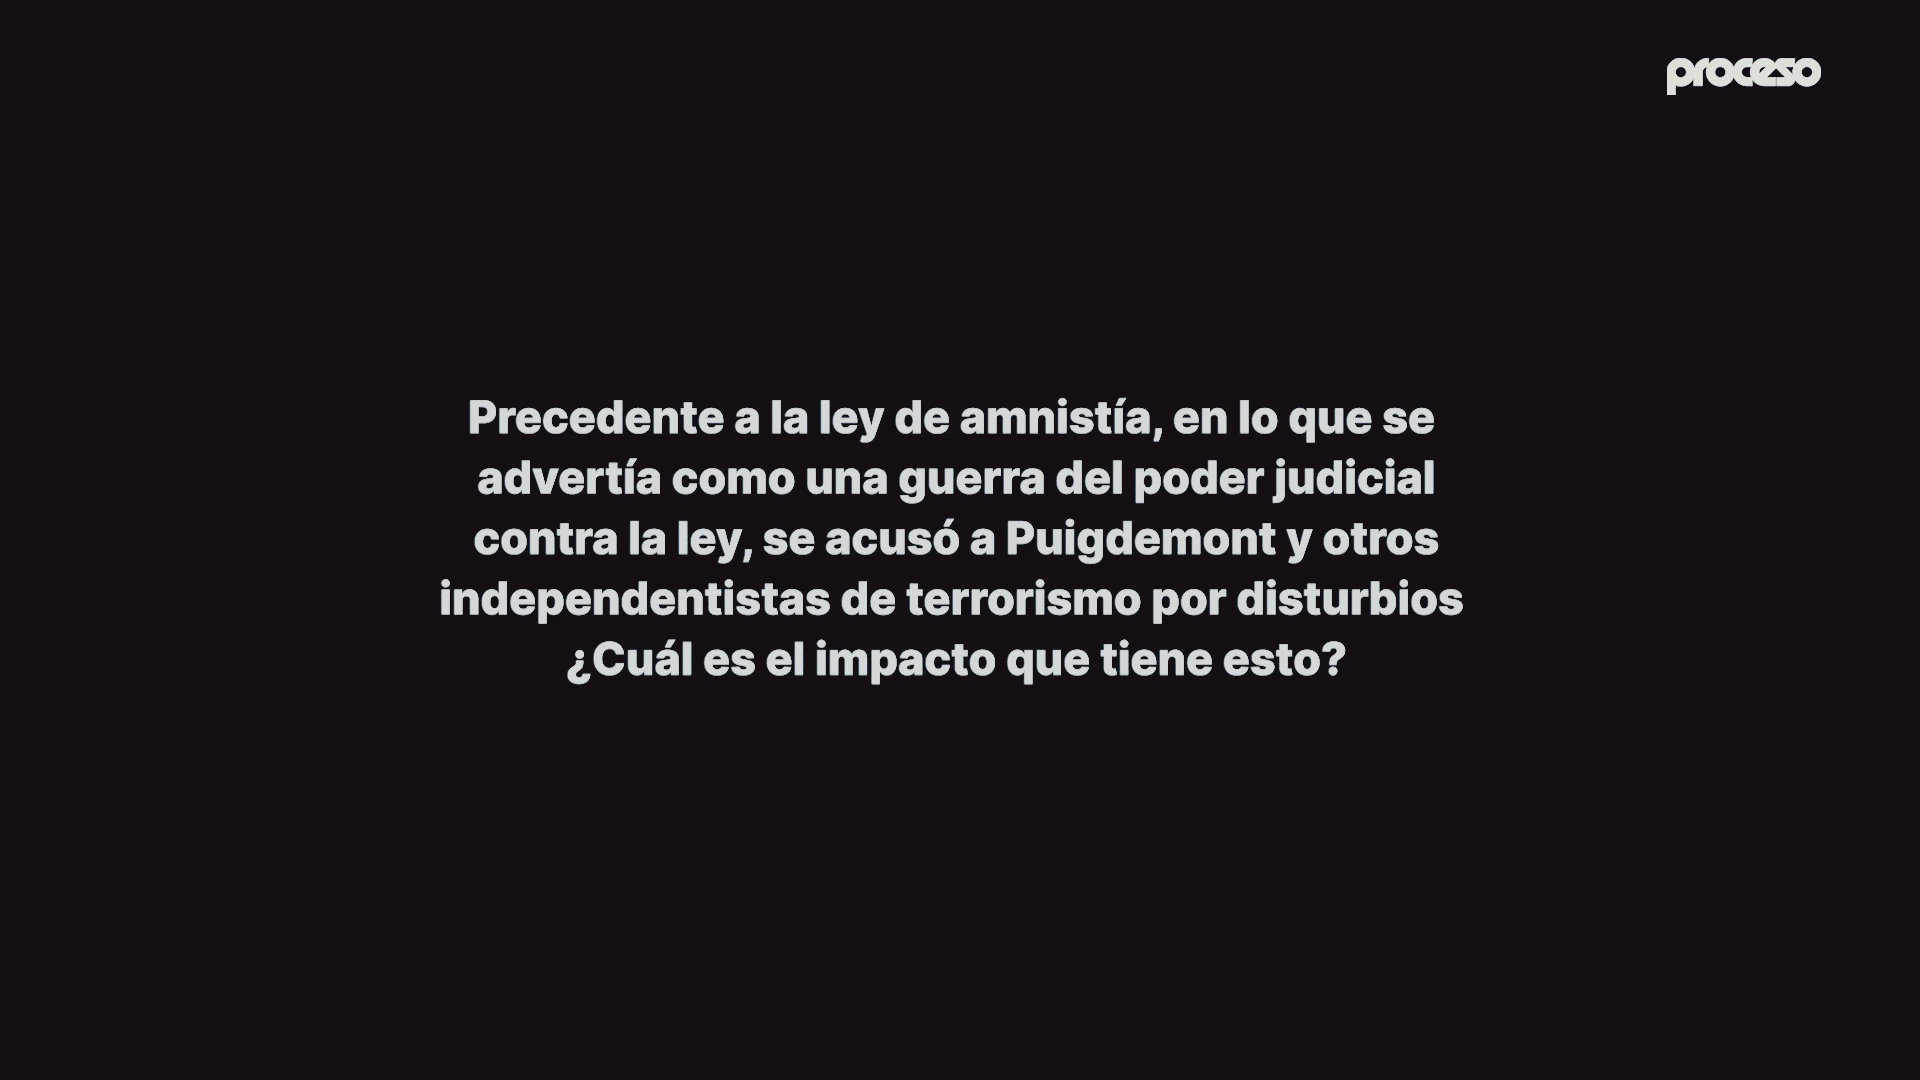 proceso
Precedente a la ley de amnistía, en lo que se
advertía como una guerra del poder judicial
contra la ley, se acusó a Puigdemont y otros
independentistas de terrorismo por disturbios
¿Cuál es el impacto que tiene esto?